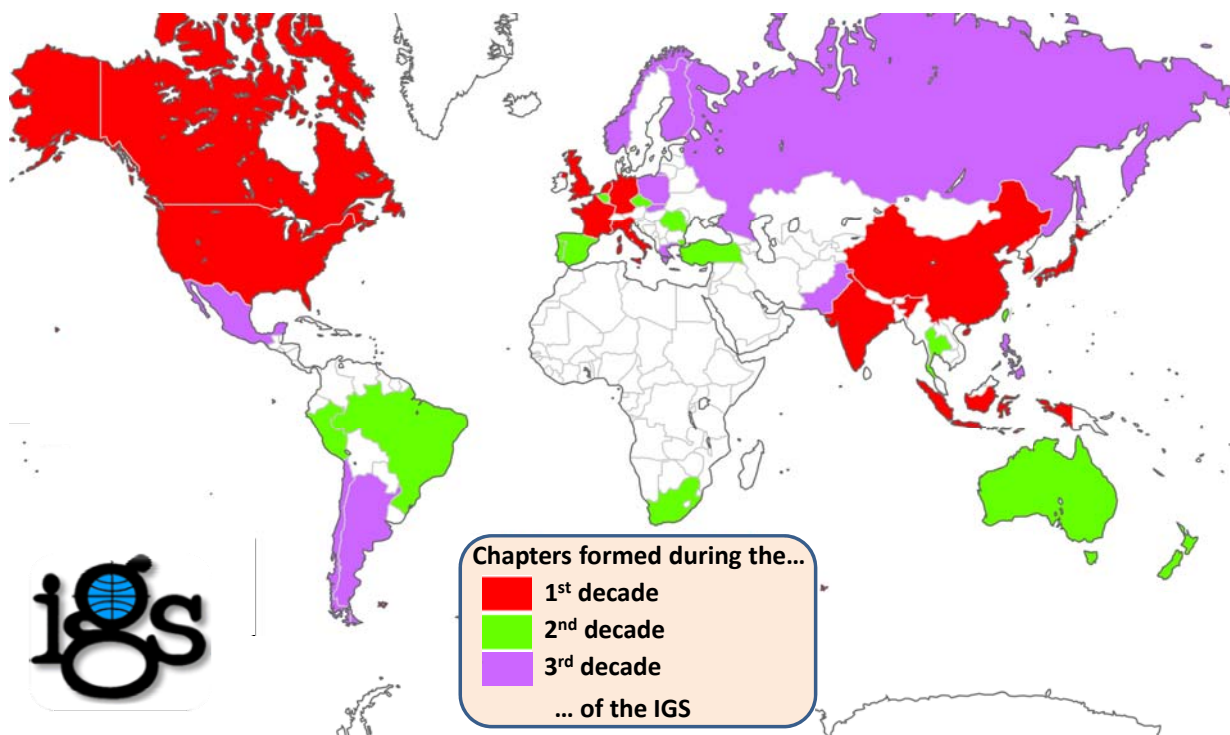 igs
Chapters formed during the…
1st decade
2nd decade
3rd decade
… of the IGS